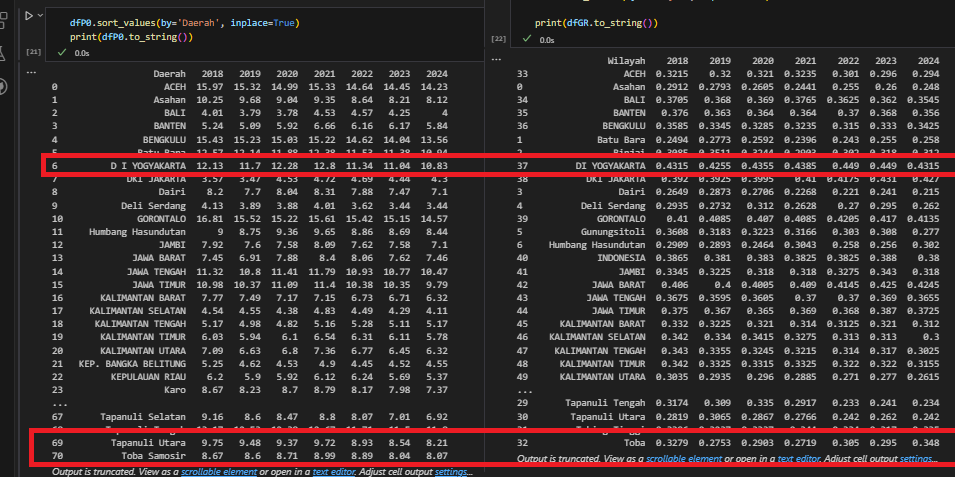 dfP0.sort_values(by='Daerah', inplace=True)
print(dfP0.to_string())
[21] ✓ 0.0s
...
Daerah 2018 2019 2020 2021 2022 2023 2024
0 ACEH 15.97 15.32 14.99 15.33 14.64 14.45 14.23
1 Asahan 10.25 9.68 9.04 9.35 8.64 8.21 8.12
2 BALI 4.01 3.79 3.78 4.53 4.57 4.25 4
3 BANTEN 5.24 5.09 5.92 6.66 6.16 6.17 5.84
4 BENGKULU 15.43 15.23 15.03 15.22 14.62 14.04 13.56
6 D I YOGYAKARTA 12.13 11.7 12.28 12.8 11.34 11.04 10.83
7 DKI JAKARTA 3.57 3.47 4.53 4.72 4.69 4.44 4.3
8 Dairi 8.2 7.7 8.04 8.31 7.88 7.47 7.1
9 Deli Serdang 4.13 3.89 3.88 4.01 3.62 3.44 3.44
10 GORONTALO 16.81 15.52 15.22 15.61 15.42 15.15 14.57
11 Humbang Hasundutan 9 8.75 9.36 9.65 8.86 8.69 8.44
12 JAMBI 7.92 7.6 7.58 8.09 7.62 7.58 7.1
13 JAWA BARAT 7.45 6.91 7.88 8.4 8.06 7.62 7.46
14 JAWA TENGAH 11.32 10.8 11.41 11.79 10.93 10.77 10.47
15 JAWA TIMUR 10.98 10.37 11.09 11.4 10.38 10.35 9.79
16 KALIMANTAN BARAT 7.77 7.49 7.17 7.15 6.73 6.71 6.32
17 KALIMANTAN SELATAN 4.54 4.55 4.38 4.83 4.49 4.29 4.11
18 KALIMANTAN TENGAH 5.17 4.98 4.82 5.16 5.28 5.11 5.17
19 KALIMANTAN TIMUR 6.03 5.94 6.1 6.54 6.31 6.11 5.78
20 KALIMANTAN UTARA 7.09 6.63 6.8 7.36 6.77 6.45 6.32
21 KEP. BANGKA BELITUNG 5.25 4.62 4.53 4.9 4.45 4.52 4.55
22 KEPULAUAN RIAU 6.2 5.9 5.92 6.12 6.24 5.69 5.37
23 Karo 8.67 8.23 8.7 8.79 8.17 7.98 7.37
...
67 Tapanuli Selatan 9.16 8.6 8.47 8.8 8.07 7.01 6.92
69 Tapanuli Utara 9.75 9.48 9.37 9.72 8.93 8.54 8.21
70 Toba Samosir 8.67 8.6 8.71 8.99 8.89 8.04 8.07
Output is truncated. View as a scrollable element or open in a text editor. Adjust cell output settings...
print(dfGR.to_string())
[22] ✓ 0.0s
...
Wilayah 2018 2019 2020 2021 2022 2023 2024
33 ACEH 0.3215 0.32 0.321 0.3235 0.301 0.296 0.294
0 Asahan 0.2912 0.2793 0.2605 0.2441 0.255 0.26 0.248
34 BALI 0.3705 0.368 0.369 0.3765 0.3625 0.362 0.3545
35 BANTEN 0.376 0.363 0.364 0.364 0.37 0.368 0.356
36 BENGKULU 0.3585 0.3345 0.3285 0.3235 0.315 0.333 0.3425
1 Batu Bara 0.2494 0.2773 0.2592 0.2396 0.243 0.255 0.258
37 DI YOGYAKARTA 0.4315 0.4255 0.4355 0.4385 0.449 0.449 0.4315
38 DKI JAKARTA 0.392 0.3925 0.3995 0.41 0.4175 0.431 0.427
3 Dairi 0.2649 0.2873 0.2706 0.2268 0.221 0.241 0.215
4 Deli Serdang 0.2935 0.2732 0.312 0.2628 0.27 0.295 0.262
39 GORONTALO 0.41 0.4085 0.407 0.4085 0.4205 0.417 0.4135
5 Gunungsitoli 0.3608 0.3183 0.3223 0.3166 0.303 0.308 0.277
6 Humbang Hasundutan 0.2909 0.2893 0.2464 0.3043 0.258 0.256 0.302
40 INDONESIA 0.3865 0.381 0.383 0.3825 0.3825 0.388 0.38
41 JAMBI 0.3345 0.3225 0.318 0.318 0.3275 0.343 0.318
42 JAWA BARAT 0.406 0.4 0.4005 0.409 0.4145 0.425 0.4245
43 JAWA TENGAH 0.3675 0.3595 0.3605 0.37 0.37 0.369 0.3655
44 JAWA TIMUR 0.375 0.367 0.365 0.369 0.368 0.387 0.3725
45 KALIMANTAN BARAT 0.332 0.3225 0.321 0.314 0.3125 0.321 0.312
46 KALIMANTAN SELATAN 0.342 0.334 0.3415 0.3275 0.313 0.313 0.3
47 KALIMANTAN TENGAH 0.343 0.3355 0.3245 0.3215 0.314 0.317 0.3025
48 KALIMANTAN TIMUR 0.342 0.3325 0.3315 0.3325 0.322 0.322 0.3155
49 KALIMANTAN UTARA 0.3035 0.2935 0.296 0.2885 0.271 0.277 0.2615
...
29 Tapanuli Tengah 0.3174 0.309 0.335 0.2917 0.233 0.241 0.234
30 Tapanuli Utara 0.2819 0.3065 0.2867 0.2766 0.242 0.262 0.242
32 Toba 0.3279 0.2753 0.2903 0.2719 0.305 0.295 0.348
Output is truncated. View as a scrollable element or open in a text editor. Adjust cell output settings...